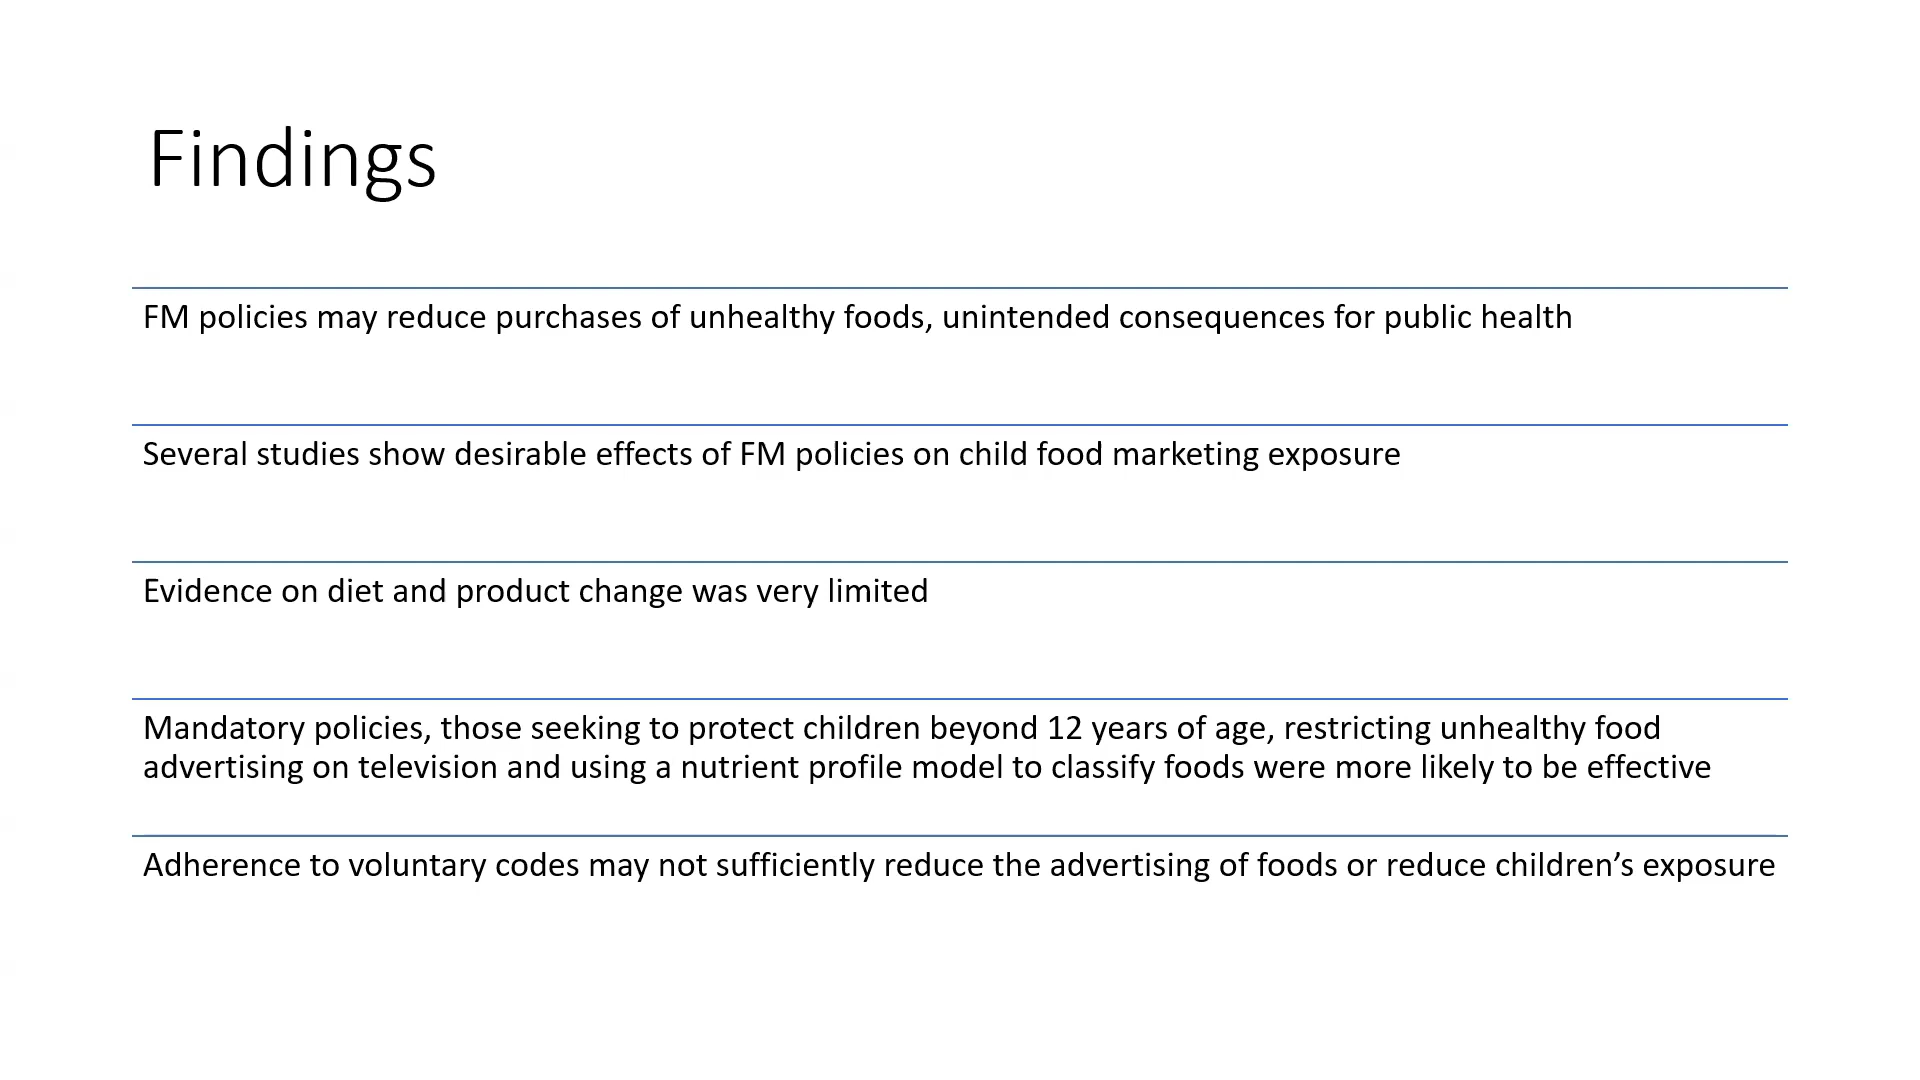 Findings
FM policies may reduce purchases of unhealthy foods, unintended consequences for public health
Several studies show desirable effects of FM policies on child food marketing exposure
Evidence on diet and product change was very limited
Mandatory policies, those seeking to protect children beyond 12 years of age, restricting unhealthy food
advertising on television and using a nutrient profile model to classify foods were more likely to be effective
Adherence to voluntary codes may not sufficiently reduce the advertising of foods or reduce children’s exposure